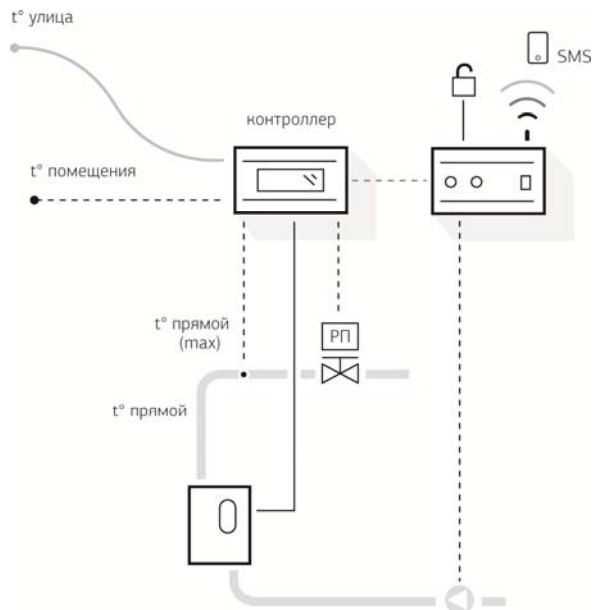 t° улица
SMS
контроллер
t° помещения
t° прямой
(max)
РП
t° прямой